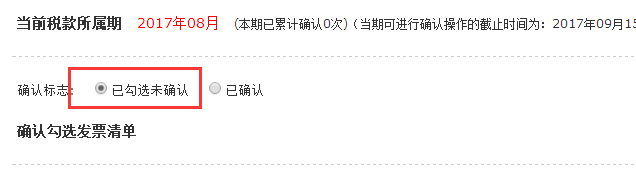 当前税款所属期 2017年08月 (本期已累计确认0次)(当期可进行确认操作的截止时间为：2017年09月15
确认标志: 已勾选未确认 已确认
确认勾选发票清单